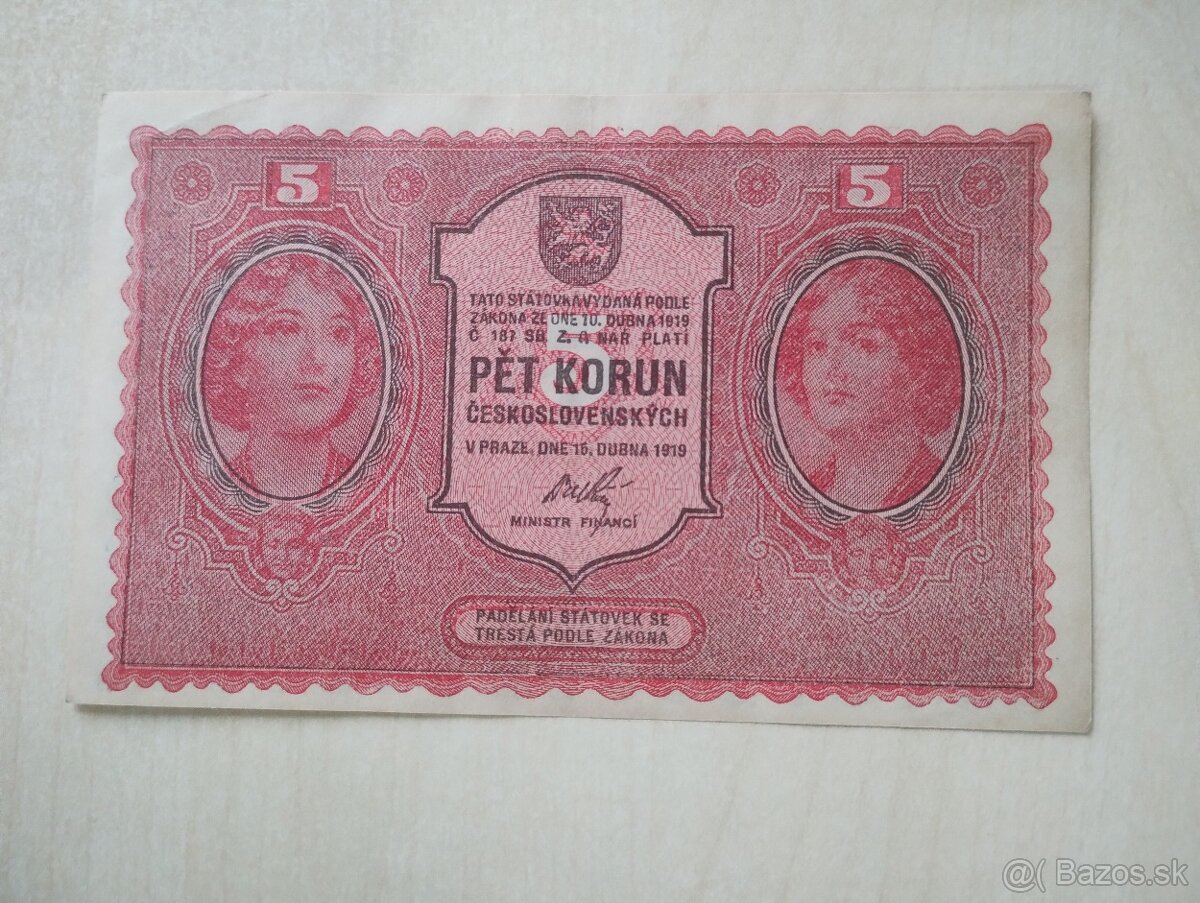 5 5
TATO STÁTOVKA VYDANÁ PODLE
ZÁKONA ZE DNE 10. DUBNA 1919
Č 187 SB. Z. A NAŘ PLATÍ
5
PĚT KORUN
ČESKOSLOVENSKÝCH
V PRAZE, DNE 15. DUBNA 1919
MINISTR FINANCÍ
PADĚLÁNÍ STÁTOVEK SE
TRESTÁ PODLE ZÁKONA
@( Bazos.sk